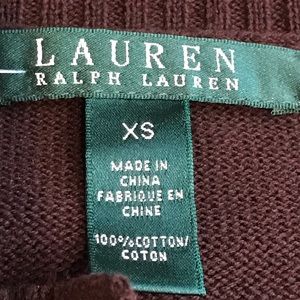 LAUREN
RALPH LAUREN
XS
MADE IN
CHINA
FABRIQUE EN
CHINE
100%COTTON/
COTON